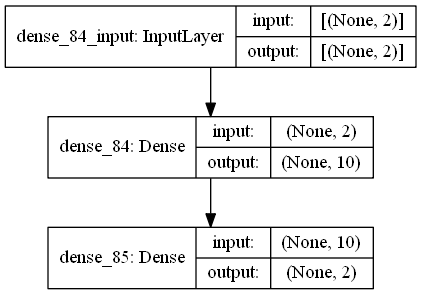 dense_84_input: InputLayer
input:
[(None, 2)]
output:
[(None, 2)]
dense_84: Dense
input:
(None, 2)
output:
(None, 10)
dense_85: Dense
input:
(None, 10)
output:
(None, 2)